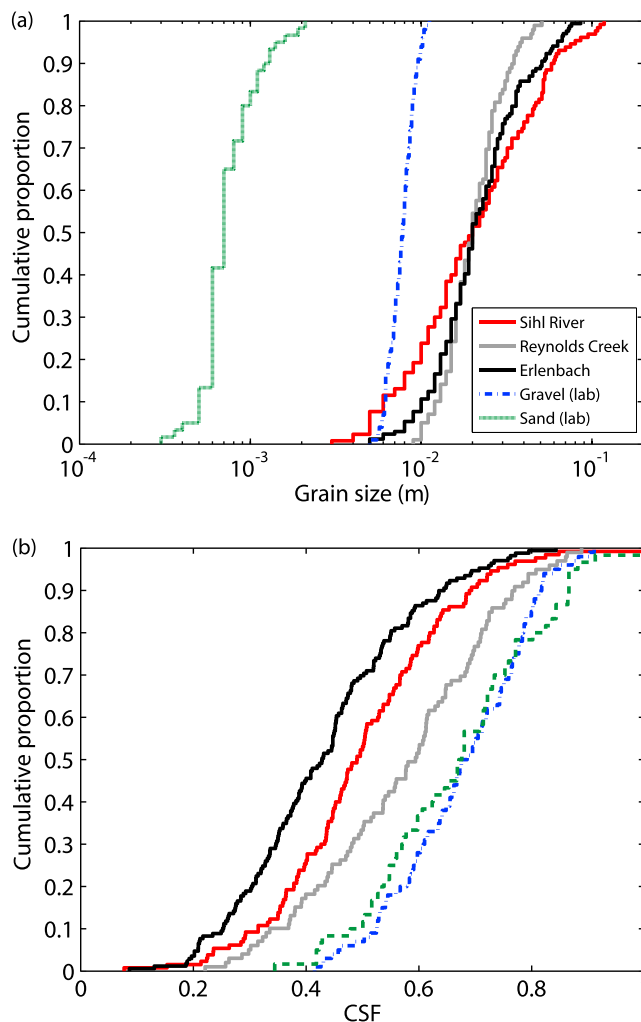 (a)
1
0.9
0.8
0.7
0.6
0.5
0.4
0.3
0.2
0.1
0
Cumulative proportion
Sihl River
Reynolds Creek
Erlenbach
Gravel (lab)
Sand (lab)
10⁻⁴ 10⁻³ 10⁻² 10⁻¹
Grain size (m)
(b)
1
0.9
0.8
0.7
0.6
0.5
0.4
0.3
0.2
0.1
0
Cumulative proportion
0 0.2 0.4 0.6 0.8
CSF